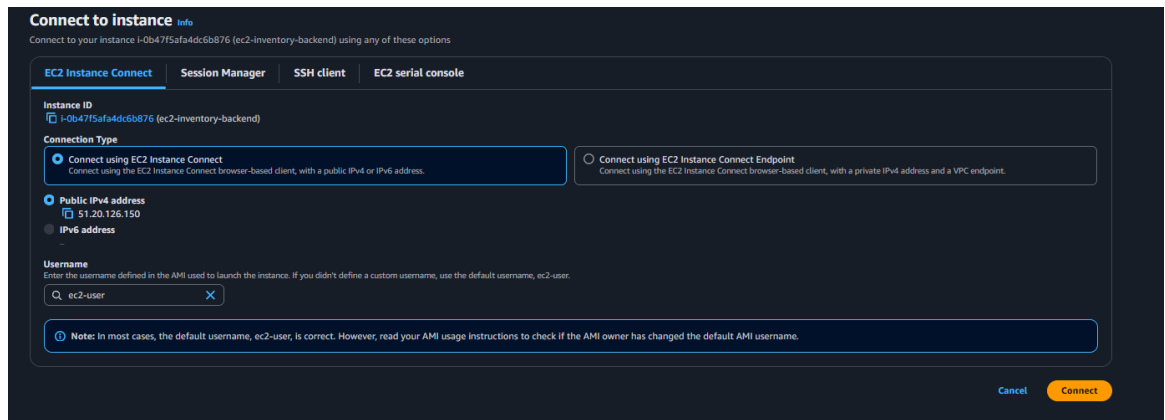 Connect to instance Info
Connect to your instance i-0b47f5afa4dc6b876 (ec2-inventory-backend) using any of these options
EC2 Instance Connect Session Manager SSH client EC2 serial console
Instance ID
i-0b47f5afa4dc6b876 (ec2-inventory-backend)
Connection Type
Connect using EC2 Instance Connect
Connect using the EC2 Instance Connect browser-based client, with a public IPv4 or IPv6 address.
Connect using EC2 Instance Connect Endpoint
Connect using the EC2 Instance Connect browser-based client, with a private IPv4 address and a VPC endpoint.
Public IPv4 address
51.20.126.150
IPv6 address
–
Username
Enter the username defined in the AMI used to launch the instance. If you didn't define a custom username, use the default username, ec2-user.
ec2-user
Note: In most cases, the default username, ec2-user, is correct. However, read your AMI usage instructions to check if the AMI owner has changed the default AMI username.
Cancel Connect